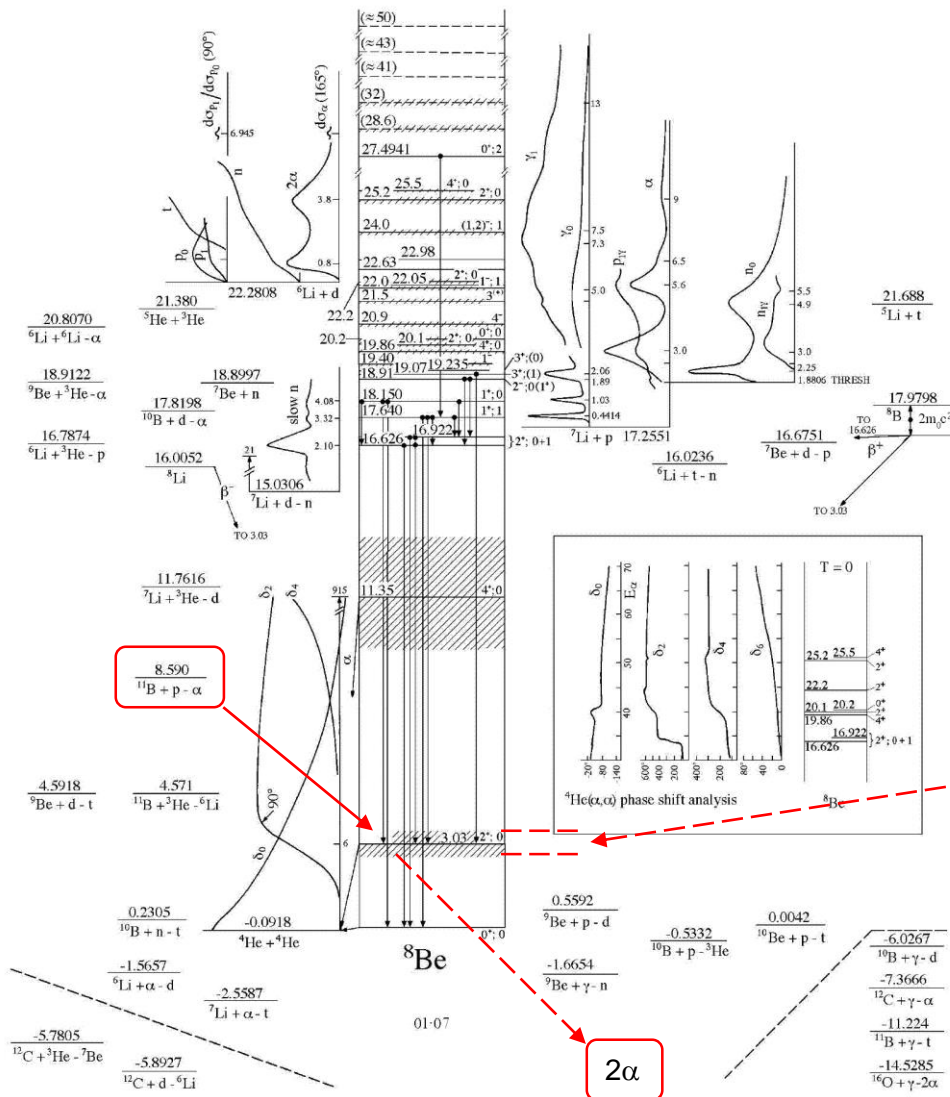 (≈50)
(≈43)
(≈41)
(32)
(28.6)
27.4941 0⁺; 2
25.5 4⁺; 0
25.2 2⁺; 0
24.0 (1,2)⁻; 1
22.98
22.63
22.05 2⁺; 0
22.0 1⁻; 1
22.2
21.5 3⁽⁺⁾
20.9 4⁻
20.2 0⁺; 0
20.1 2⁺; 0
19.86 4⁺; 0
19.40 1⁻
19.235 3⁺;(0)
19.07 3⁺;(1)
18.91 2⁻;0(1⁺)
18.150 1⁺; 0
17.640 1⁺; 1
16.922
16.626 }2⁺; 0+1
11.35 4⁺; 0
3.03 2⁺; 0
0⁺; 0
⁸Be
01-07
dσp₁/dσp₀ (90°)
6.945
n
t
p₀
p₁
22.2808
dσα (165°)
2α
3.8
0.8
⁶Li + d
21.380
⁵He + ³He
20.8070
⁶Li + ⁶Li - α
18.9122
⁹Be + ³He - α
18.8997
⁷Be + n
17.8198
¹⁰B + d - α
16.7874
⁶Li + ³He - p
16.0052
⁸Li
β⁻
TO 3.03
slow n
4.08
3.32
2.10
21
15.0306
⁷Li + d - n
γ₁
γ₀
13
7.5
7.3
5.0
2.06
1.89
1.03
0.4414
⁷Li + p 17.2551
α
p₁γ
9
6.5
5.6
3.0
n₀
n₁γ
5.5
4.9
3.0
2.25
1.8806 THRESH
21.688
⁵Li + t
17.9798
⁸B
2m₀c²
TO
16.626
β⁺
TO 3.03
16.6751
⁷Be + d - p
16.0236
⁶Li + t - n
11.7616
⁷Li + ³He - d
8.590
¹¹B + p - α
4.5918
⁹Be + d - t
4.571
¹¹B + ³He - ⁶Li
δ₂
δ₄
915
α
90°
δ₀
6
-0.0918
⁴He + ⁴He
0.2305
¹⁰B + n - t
-1.5657
⁶Li + α - d
-2.5587
⁷Li + α - t
-5.7805
¹²C + ³He - ⁷Be
-5.8927
¹²C + d - ⁶Li
δ₀
70
Eα
60
50
40
δ₂
δ₄
δ₆
-20°
-80
-140
600°
400
200
400°
200
80°
40
0
⁴He(α,α) phase shift analysis
T = 0
25.2 25.5 4⁺
2⁺
22.2 2⁺
20.1 20.2 0⁺
2⁺
19.86 4⁺
16.922
16.626 }2⁺; 0+1
⁸Be
0.5592
⁹Be + p - d
-0.5332
¹⁰B + p - ³He
0.0042
¹⁰Be + p - t
-1.6654
⁹Be + γ - n
-6.0267
¹⁰B + γ - d
-7.3666
¹²C + γ - α
-11.224
¹¹B + γ - t
-14.5285
¹⁶O + γ - 2α
2α